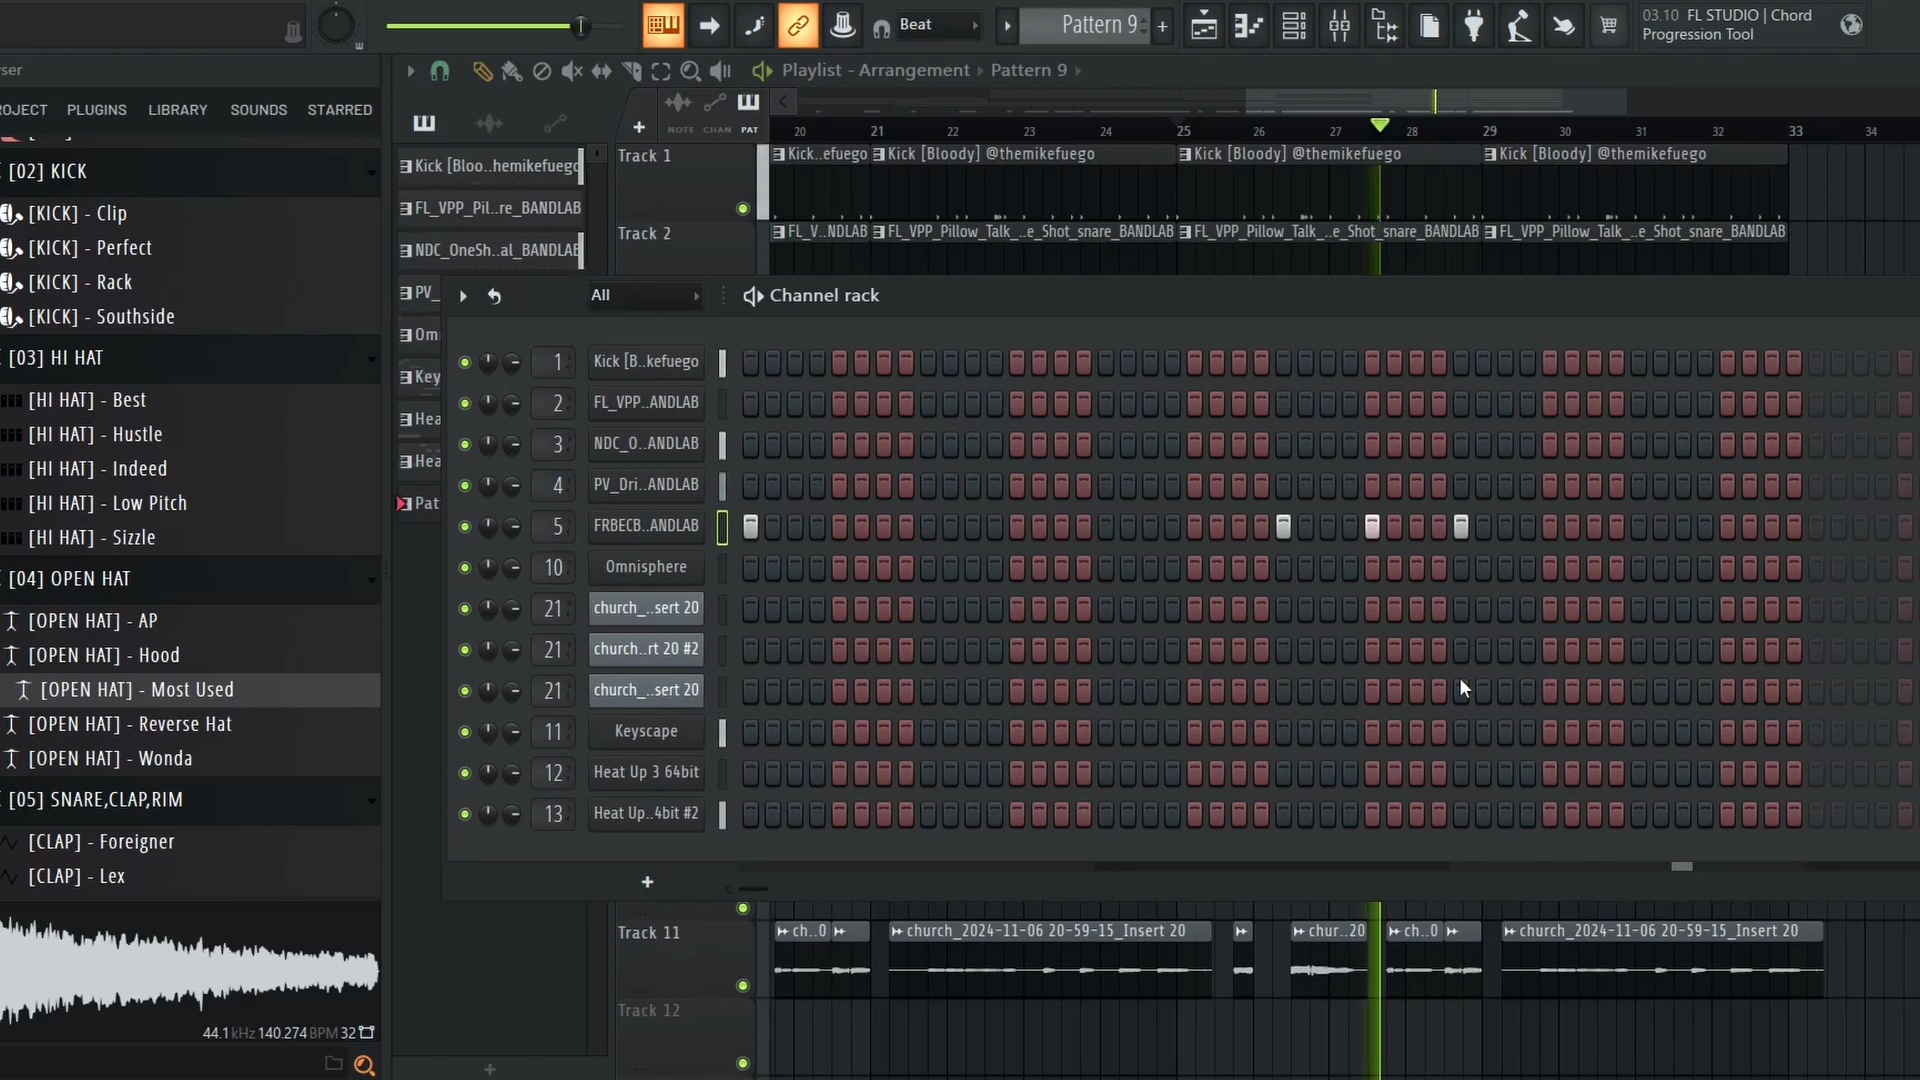 Beat
Pattern 9
03.10 FL STUDIO | Chord
Progression Tool
ser
Playlist - Arrangement
Pattern 9
ROJECT
PLUGINS
LIBRARY
SOUNDS
STARRED
NOTE
CHAN
PAT
20
21
22
23
24
25
26
27
28
29
30
31
32
33
34
[02] KICK
[KICK] - Clip
[KICK] - Perfect
[KICK] - Rack
[KICK] - Southside
[03] HI HAT
[HI HAT] - Best
[HI HAT] - Hustle
[HI HAT] - Indeed
[HI HAT] - Low Pitch
[HI HAT] - Sizzle
[04] OPEN HAT
[OPEN HAT] - AP
[OPEN HAT] - Hood
[OPEN HAT] - Most Used
[OPEN HAT] - Reverse Hat
[OPEN HAT] - Wonda
[05] SNARE,CLAP,RIM
[CLAP] - Foreigner
[CLAP] - Lex
44.1kHz 140.274BPM 32
Kick [Bloo..hemikefuego
FL_VPP_Pil..re_BANDLAB
NDC_OneSh..al_BANDLAB
PV_
Om
Key
Hea
Hea
Pat
Track 1
Kick..efuego
Kick [Bloody] @themikefuego
Kick [Bloody] @themikefuego
Kick [Bloody] @themikefuego
Track 2
FL_V..NDLAB
FL_VPP_Pillow_Talk_..e_Shot_snare_BANDLAB
FL_VPP_Pillow_Talk_..e_Shot_snare_BANDLAB
FL_VPP_Pillow_Talk_..e_Shot_snare_BANDLAB
All
Channel rack
1
Kick [B..kefuego
2
FL_VPP..ANDLAB
3
NDC_O..ANDLAB
4
PV_Dri..ANDLAB
5
FRBECB..ANDLAB
10
Omnisphere
21
church_..sert 20
21
church..rt 20 #2
21
church_..sert 20
11
Keyscape
12
Heat Up 3 64bit
13
Heat Up..4bit #2
Track 11
ch..0
church_2024-11-06 20-59-15_Insert 20
chur..20
ch..0
church_2024-11-06 20-59-15_Insert 20
Track 12